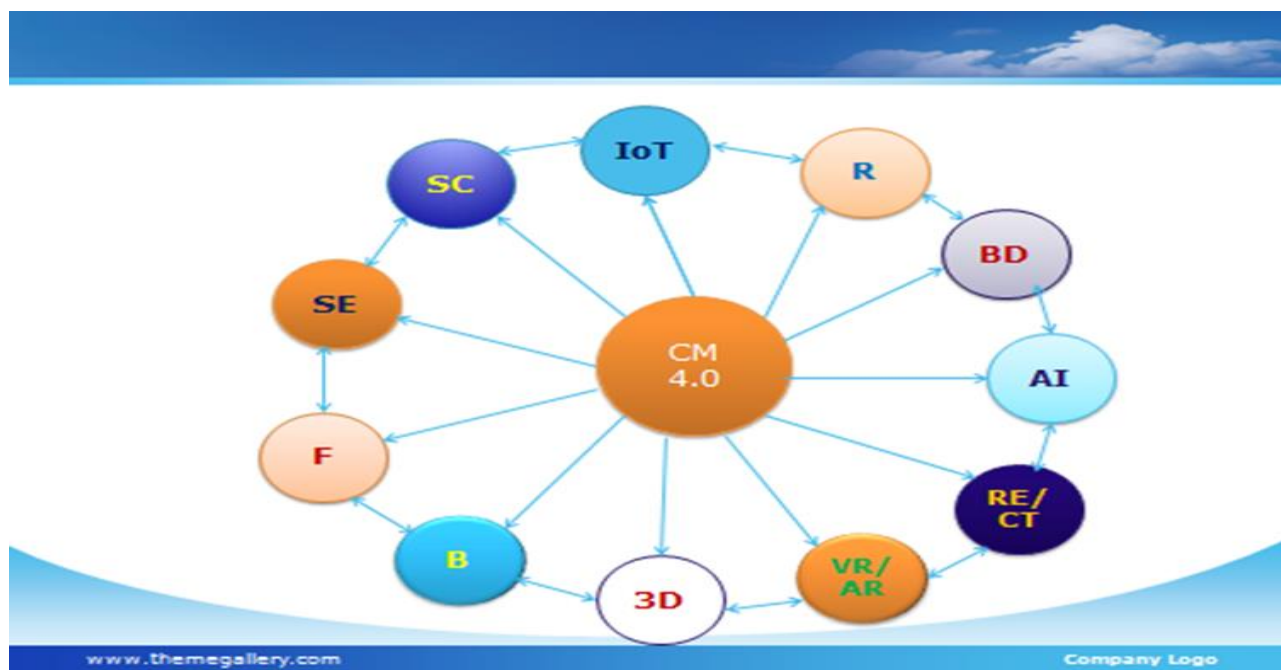 IoT
R
SC
BD
SE
CM
4.0
AI
F
RE/
CT
B
VR/
AR
3D
www.themegallery.com
Company Logo